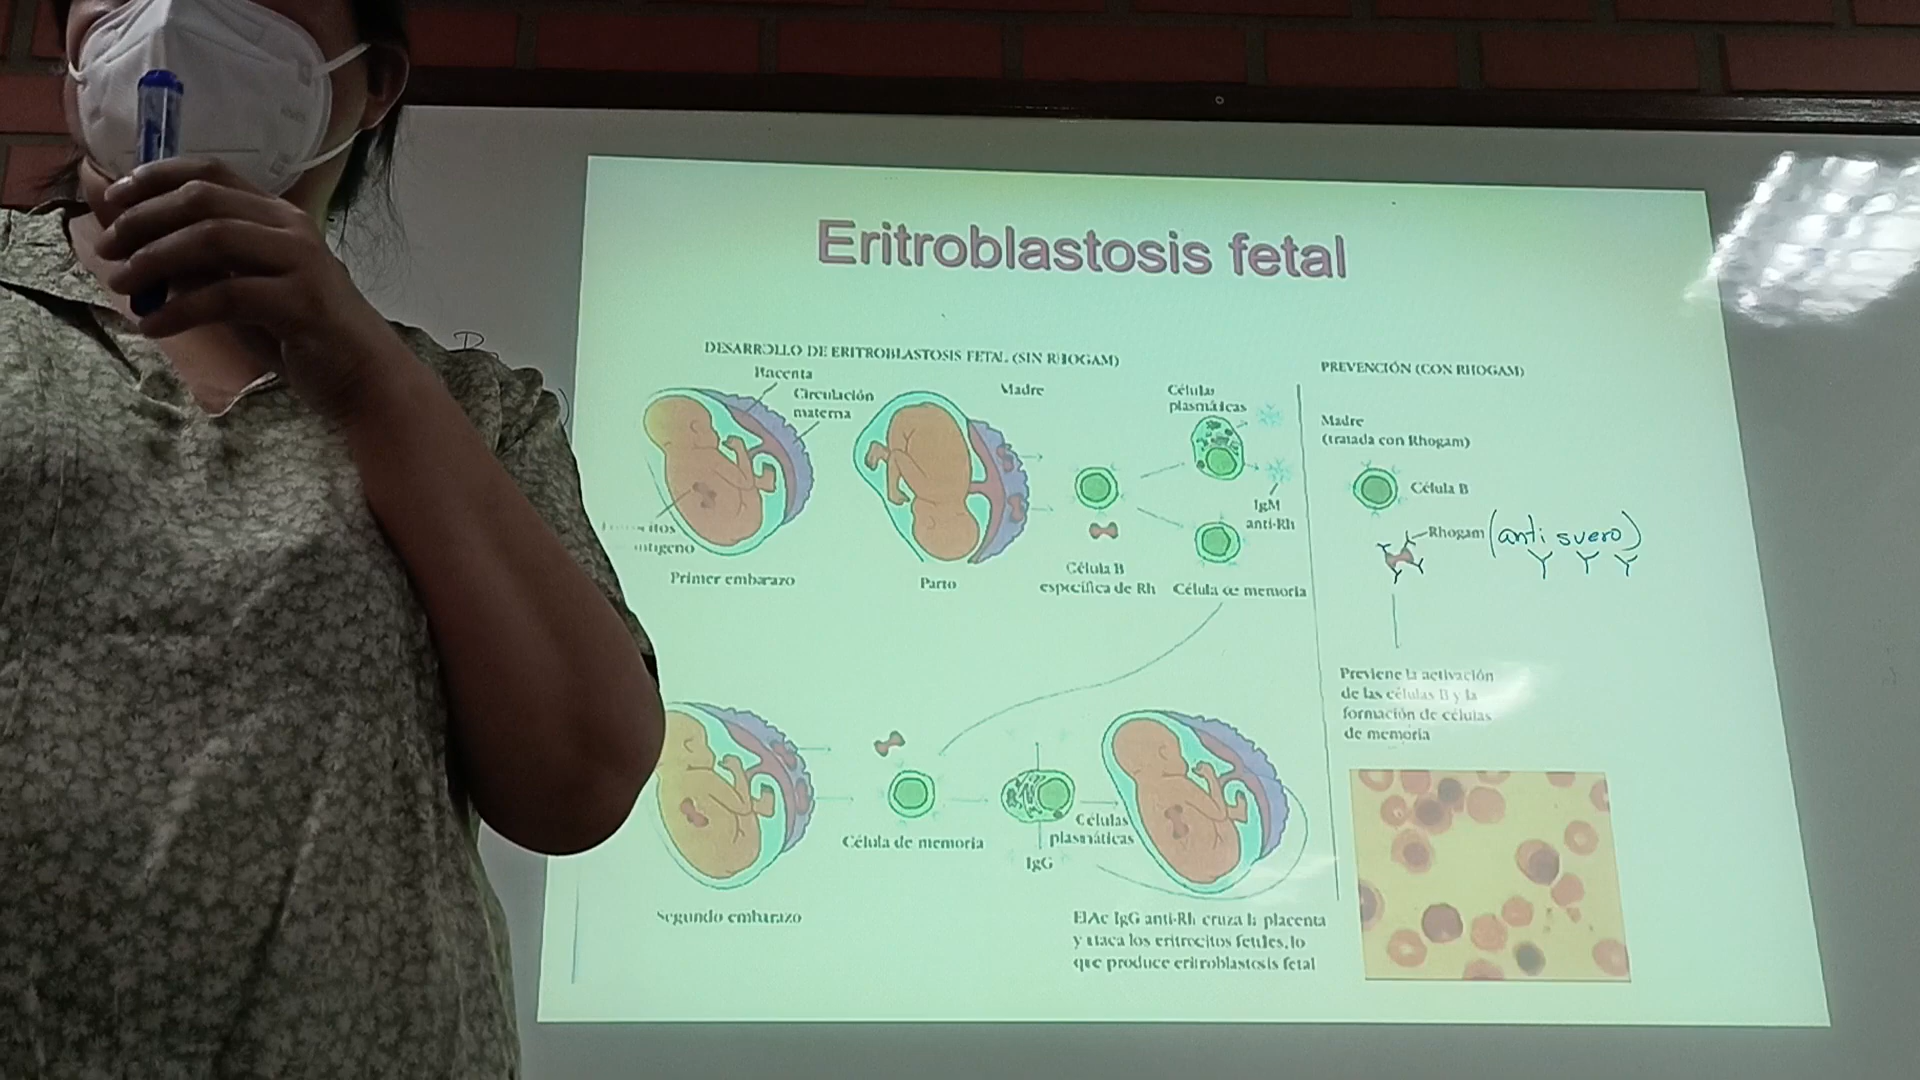 Eritroblastosis fetal
DESARROLLO DE ERITROBLASTOSIS FETAL (SIN RHOGAM)
Placenta
Circulación
materna
antígeno
Primer embarazo
Parto
Madre
Célula B
específica de Rh
Células
plasmáticas
IgM
anti-Rh
Célula de memoria
Segundo embarazo
Célula de memoria
Células
plasmáticas
IgG
El Ac IgG anti-Rh cruza la placenta
y ataca los eritrocitos fetales, lo
que produce eritroblastosis fetal
PREVENCIÓN (CON RHOGAM)
Madre
(tratada con Rhogam)
Célula B
Rhogam (anti suero)
Previene la activación
de las células B y la
formación de células
de memoria